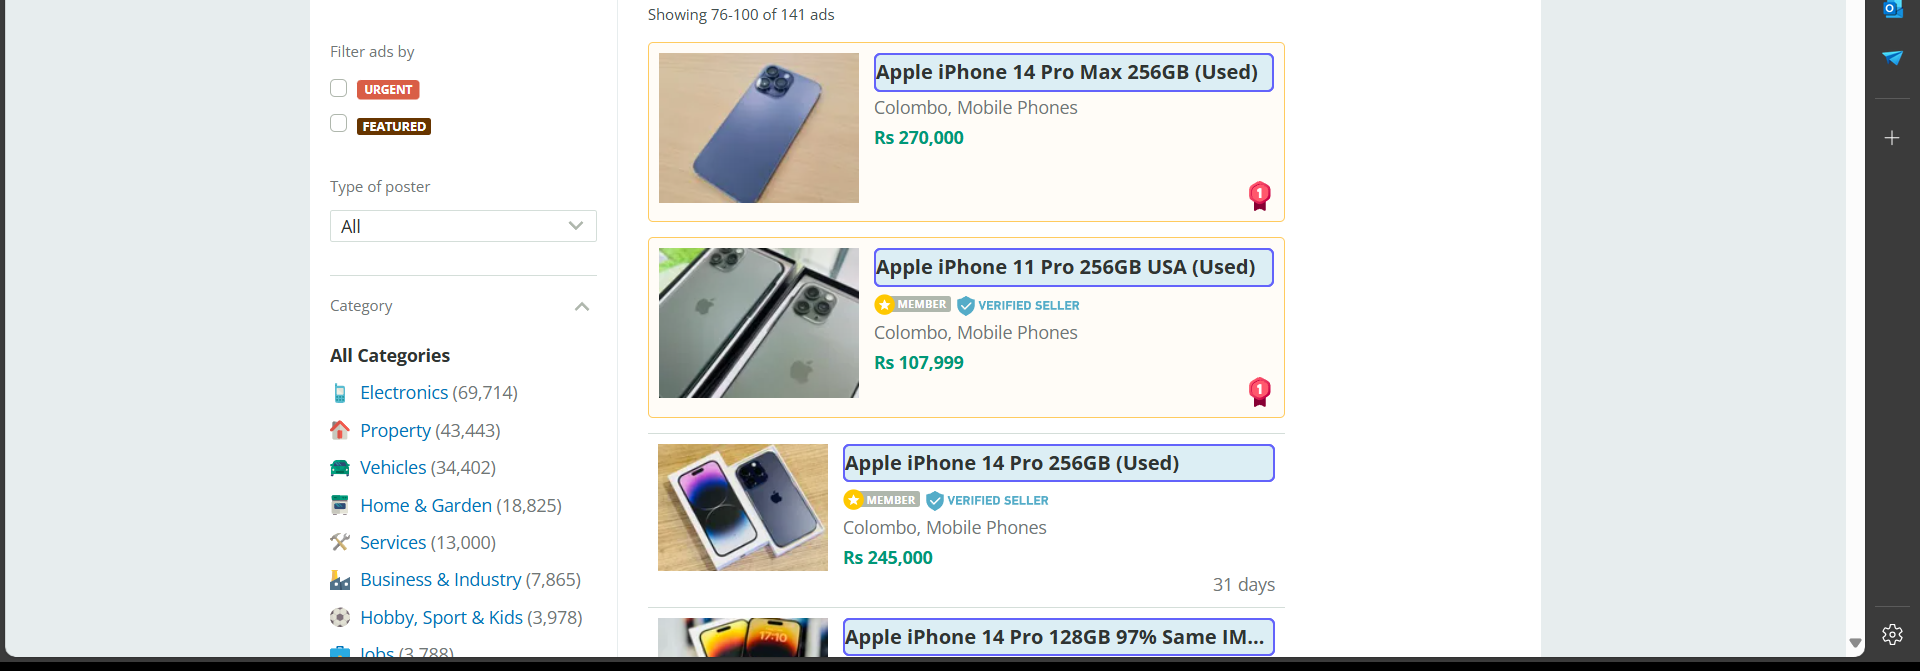 Showing 76-100 of 141 ads
Filter ads by
URGENT
FEATURED
Type of poster
All
Category
All Categories
Electronics (69,714)
Property (43,443)
Vehicles (34,402)
Home & Garden (18,825)
Services (13,000)
Business & Industry (7,865)
Hobby, Sport & Kids (3,978)
Jobs (3,788)
Apple iPhone 14 Pro Max 256GB (Used)
Colombo, Mobile Phones
Rs 270,000
1
Apple iPhone 11 Pro 256GB USA (Used)
MEMBER VERIFIED SELLER
Colombo, Mobile Phones
Rs 107,999
1
Apple iPhone 14 Pro 256GB (Used)
MEMBER VERIFIED SELLER
Colombo, Mobile Phones
Rs 245,000
31 days
17:10
Apple iPhone 14 Pro 128GB 97% Same IM...